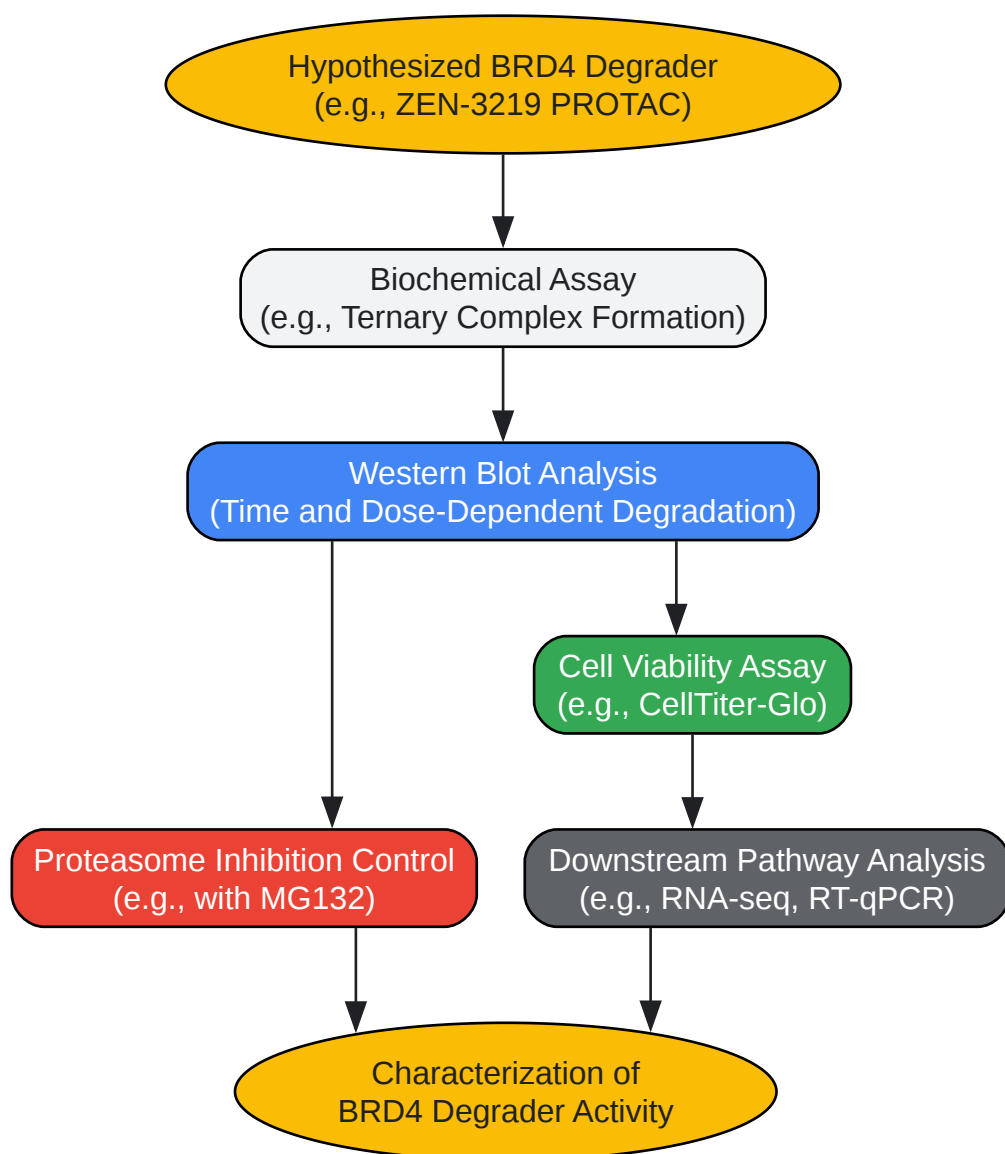 Hypothesized BRD4 Degrader
(e.g., ZEN-3219 PROTAC)
Biochemical Assay
(e.g., Ternary Complex Formation)
Western Blot Analysis
(Time and Dose-Dependent Degradation)
Cell Viability Assay
(e.g., CellTiter-Glo)
Proteasome Inhibition Control
(e.g., with MG132)
Downstream Pathway Analysis
(e.g., RNA-seq, RT-qPCR)
Characterization of
BRD4 Degrader Activity